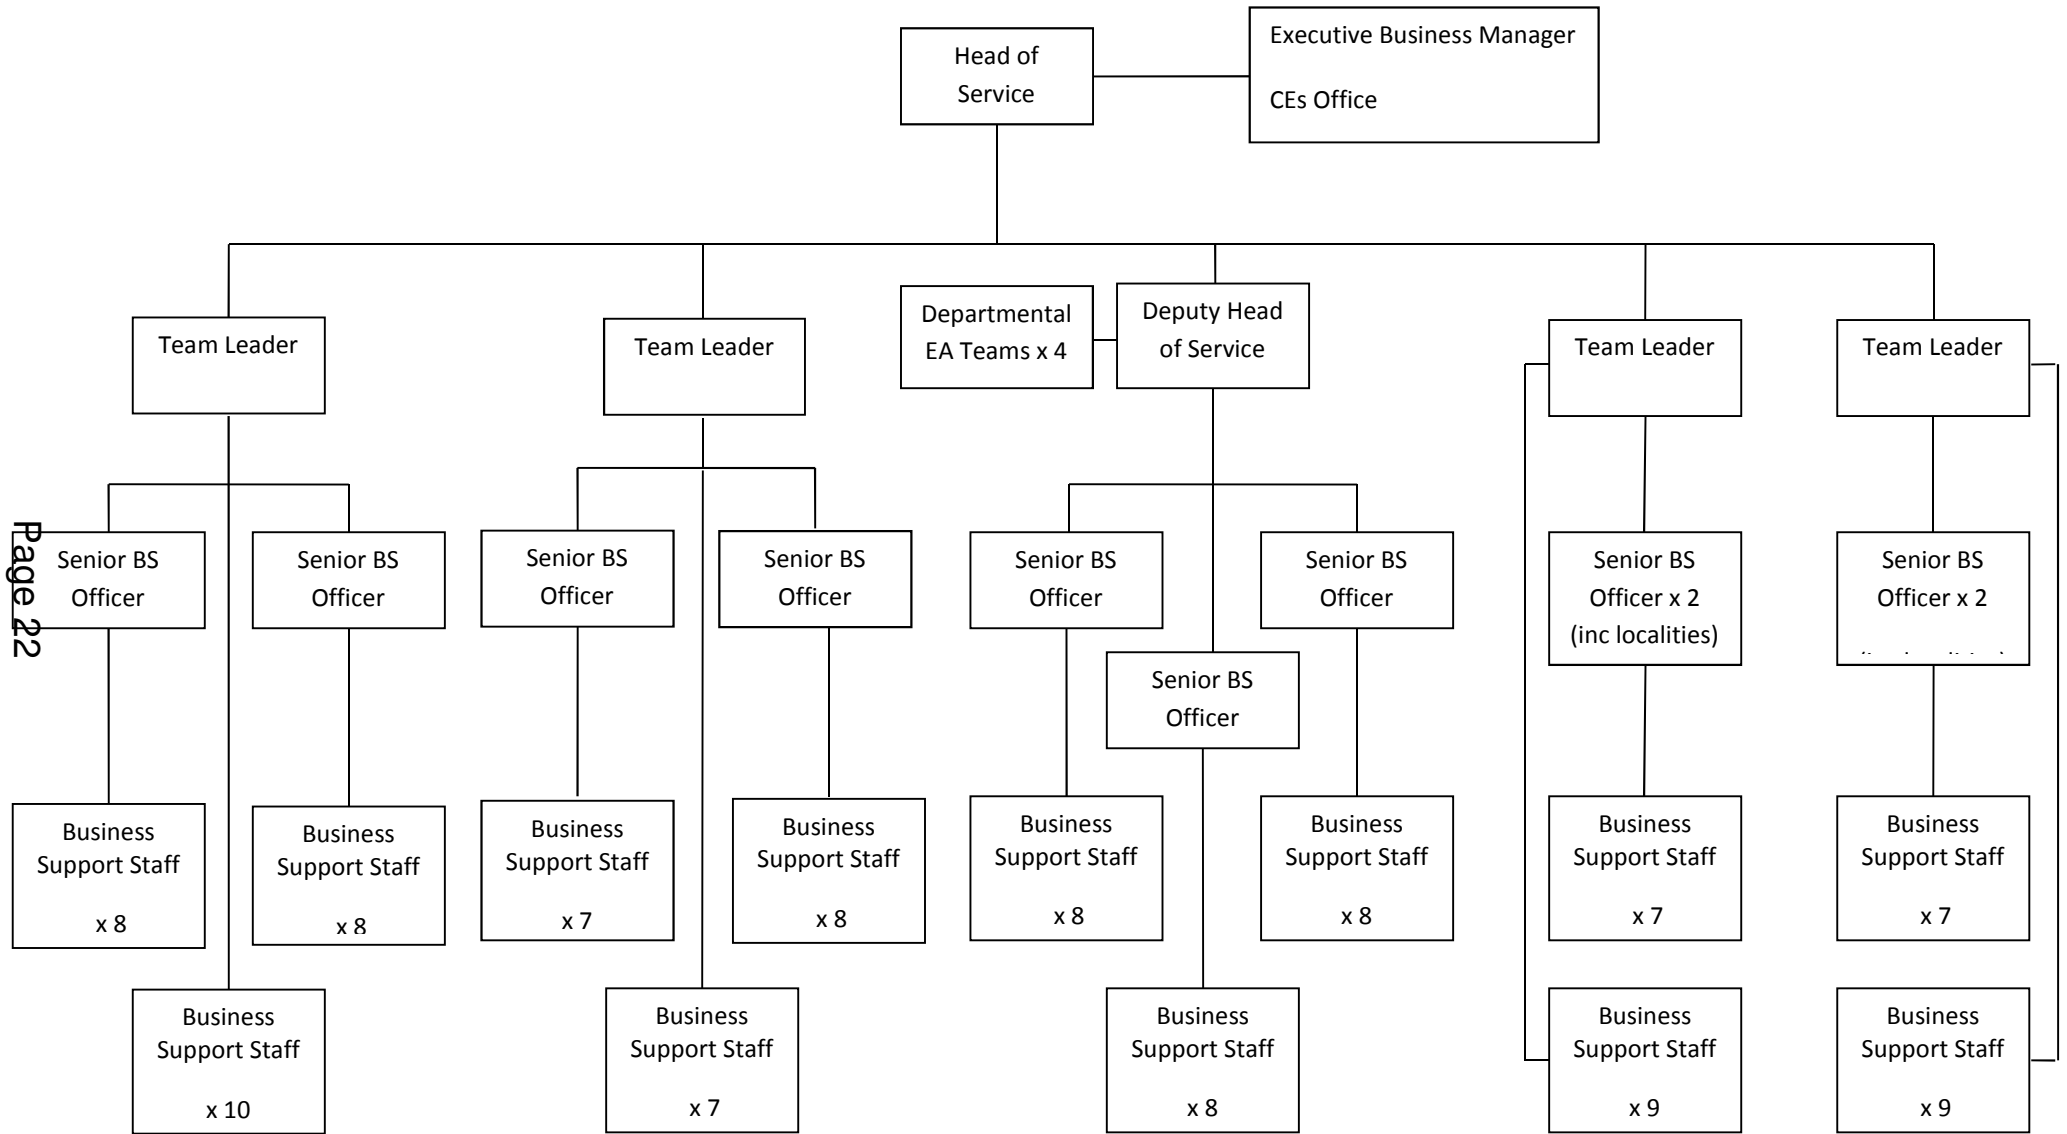 Head of
Service
Executive Business Manager
CEs Office
Team Leader
Team Leader
Departmental
EA Teams x 4
Deputy Head
of Service
Team Leader
Team Leader
Page 22
Senior BS
Officer
Senior BS
Officer
Senior BS
Officer
Senior BS
Officer
Senior BS
Officer
Senior BS
Officer
Senior BS
Officer x 2
(inc localities)
Senior BS
Officer x 2
Senior BS
Officer
Business
Support Staff
x 8
Business
Support Staff
x 8
Business
Support Staff
x 7
Business
Support Staff
x 8
Business
Support Staff
x 8
Business
Support Staff
x 8
Business
Support Staff
x 7
Business
Support Staff
x 7
Business
Support Staff
x 10
Business
Support Staff
x 7
Business
Support Staff
x 8
Business
Support Staff
x 9
Business
Support Staff
x 9